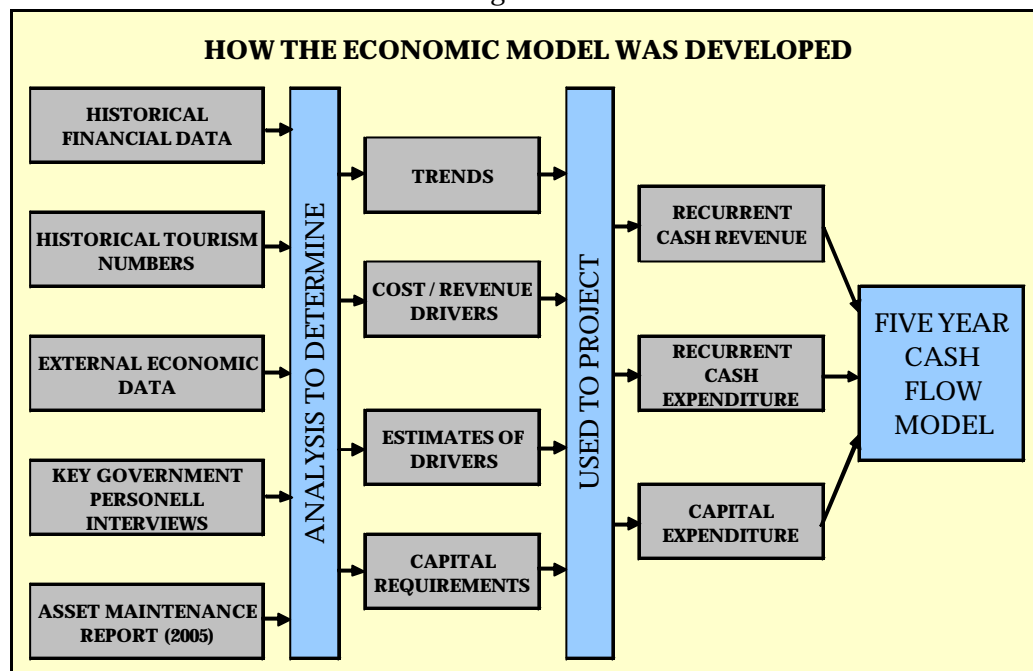 HOW THE ECONOMIC MODEL WAS DEVELOPED
HISTORICAL
FINANCIAL DATA
HISTORICAL TOURISM
NUMBERS
EXTERNAL ECONOMIC
DATA
KEY GOVERNMENT
PERSONELL
INTERVIEWS
ASSET MAINTENANCE
REPORT (2005)
ANALYSIS TO DETERMINE
TRENDS
COST / REVENUE
DRIVERS
ESTIMATES OF
DRIVERS
CAPITAL
REQUIREMENTS
USED TO PROJECT
RECURRENT
CASH REVENUE
RECURRENT
CASH
EXPENDITURE
CAPITAL
EXPENDITURE
FIVE YEAR
CASH
FLOW
MODEL